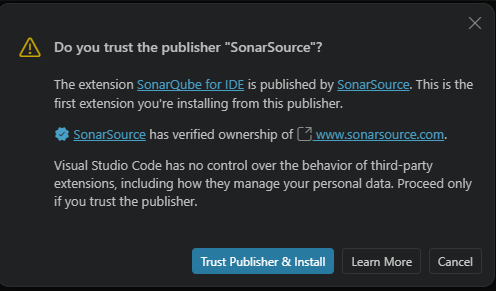 Do you trust the publisher "SonarSource"?
The extension SonarQube for IDE is published by SonarSource. This is the
first extension you're installing from this publisher.
SonarSource has verified ownership of www.sonarsource.com.
Visual Studio Code has no control over the behavior of third-party
extensions, including how they manage your personal data. Proceed only
if you trust the publisher.
Trust Publisher & Install Learn More Cancel